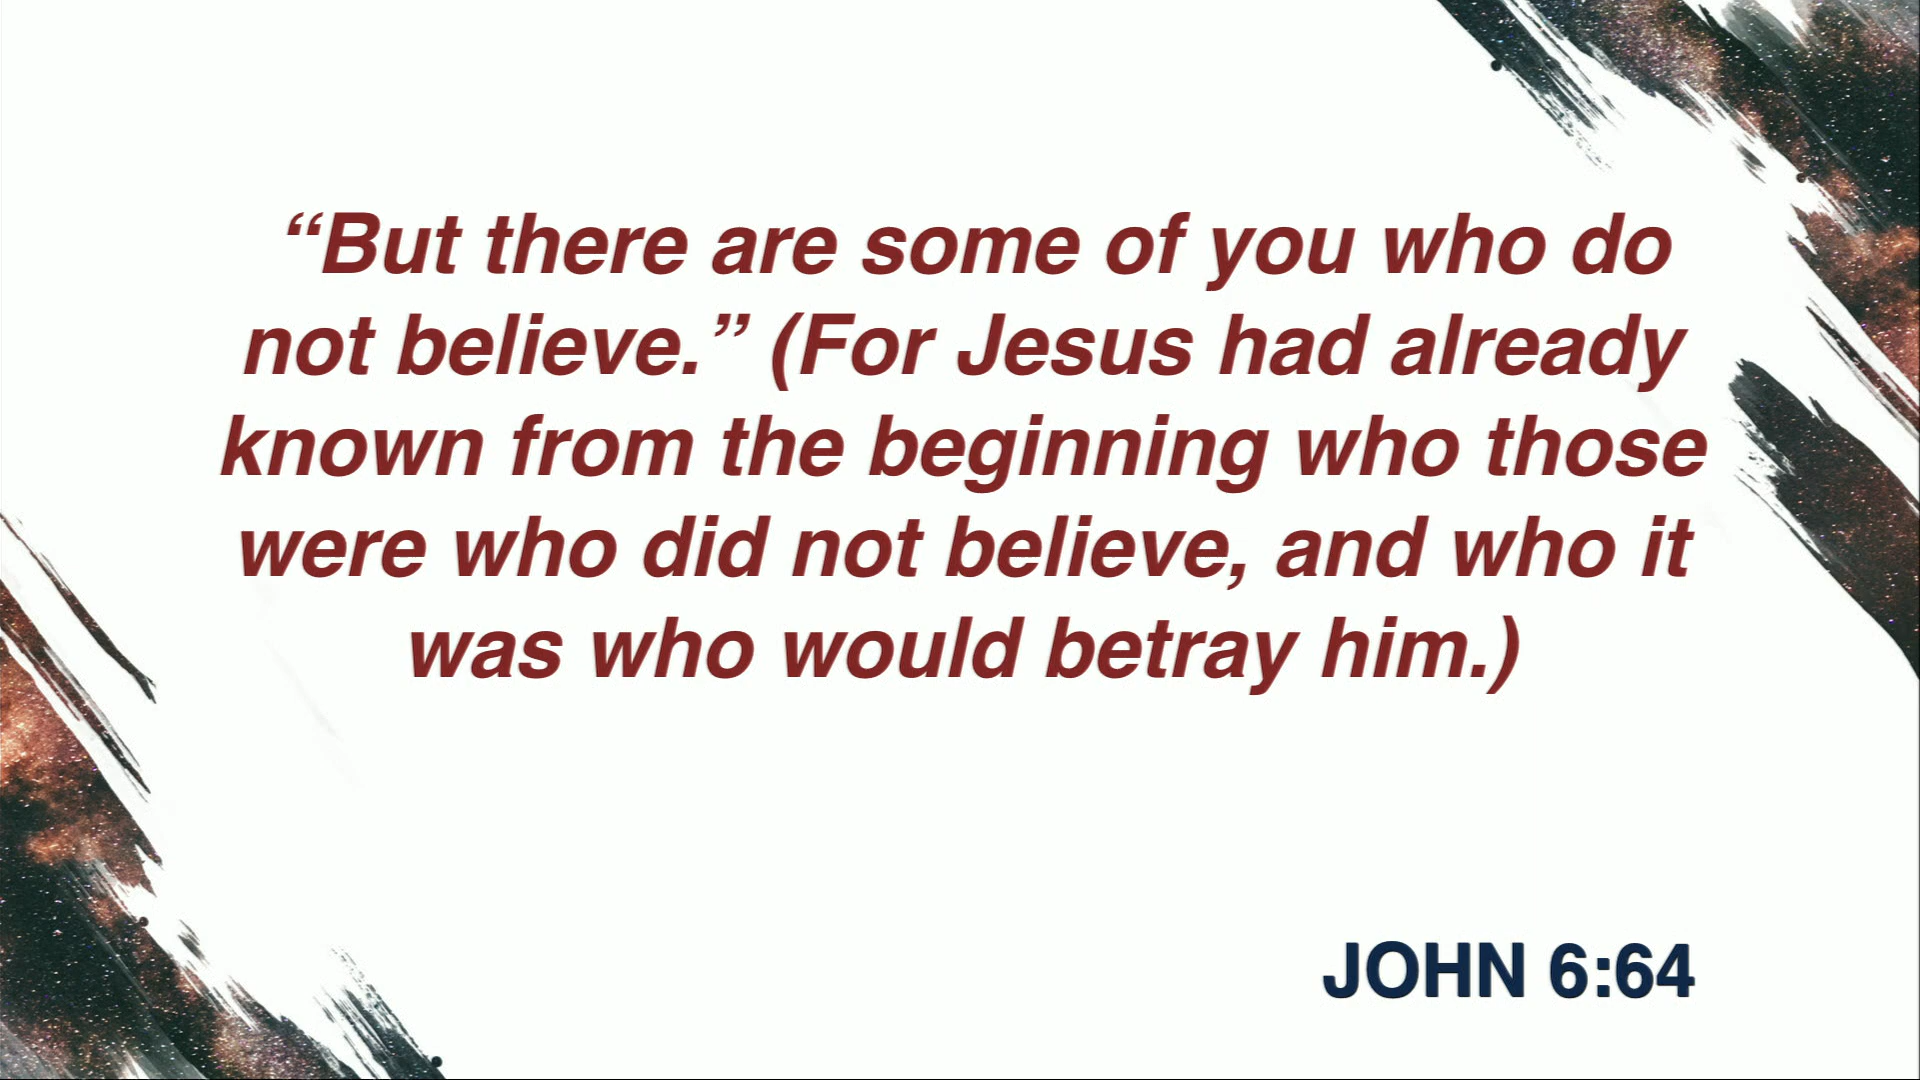 “But there are some of you who do
not believe.” (For Jesus had already
known from the beginning who those
were who did not believe, and who it
was who would betray him.)
JOHN 6:64